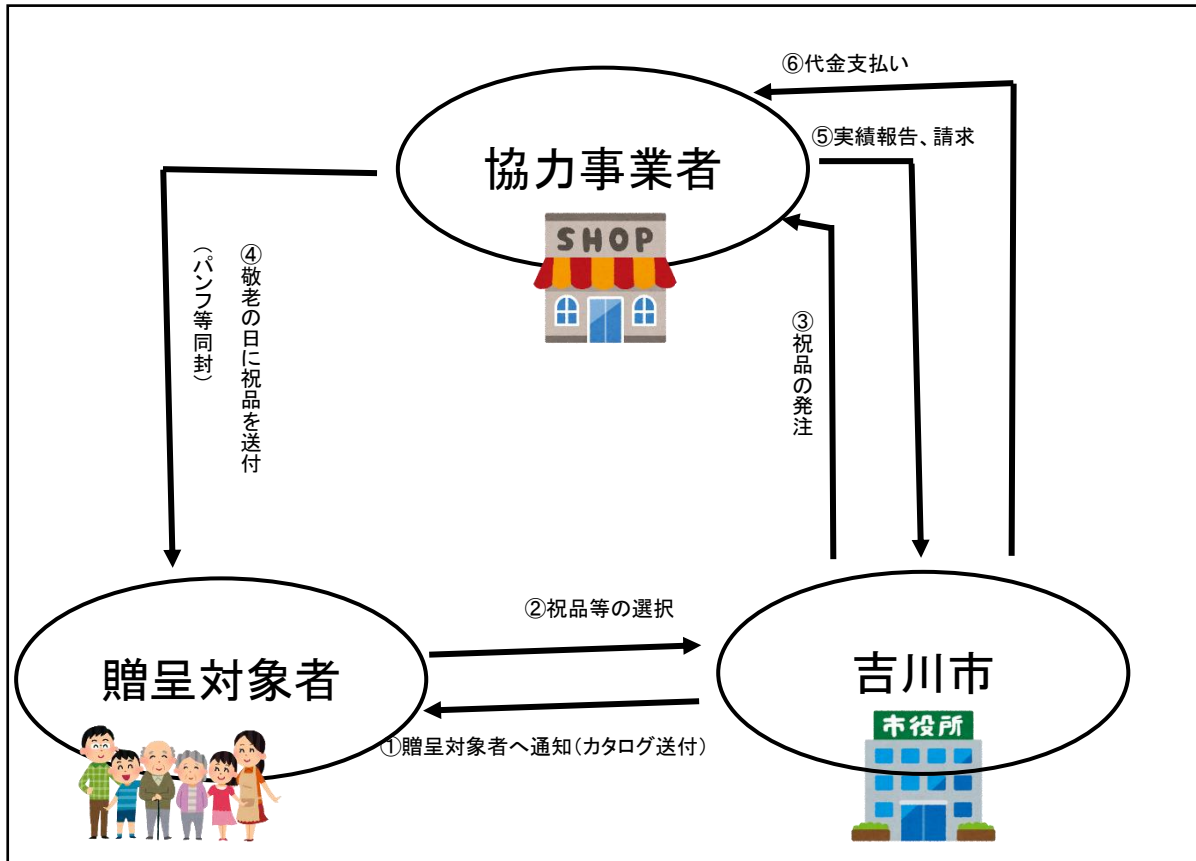 ⑥代金支払い
⑤実績報告、請求
協力事業者
SHOP
④敬老の日に祝品を送付
(パンフ等同封)
③祝品の発注
②祝品等の選択
贈呈対象者
吉川市
市役所
①贈呈対象者へ通知(カタログ送付)